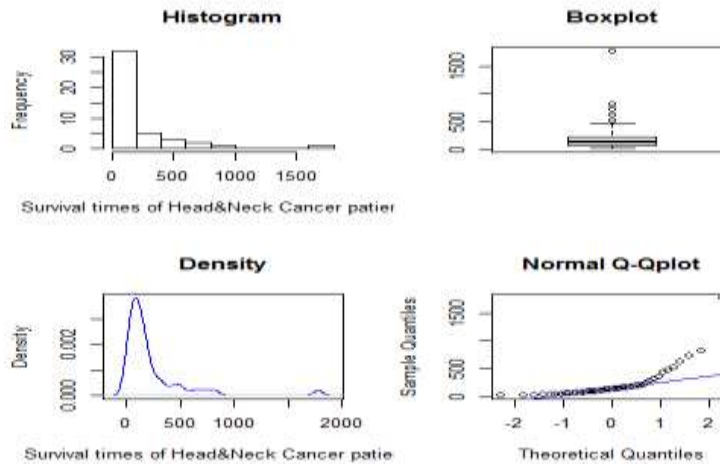 Histogram
Frequency
0 10 30
0 500 1000 1500
Survival times of Head&Neck Cancer patier
Boxplot
0 500 1500
Density
Density
0.000 0.002
0 500 1000 2000
Survival times of Head&Neck Cancer patie
Normal Q-Qplot
Sample Quantiles
0 500 1500
-2 -1 0 1 2
Theoretical Quantiles